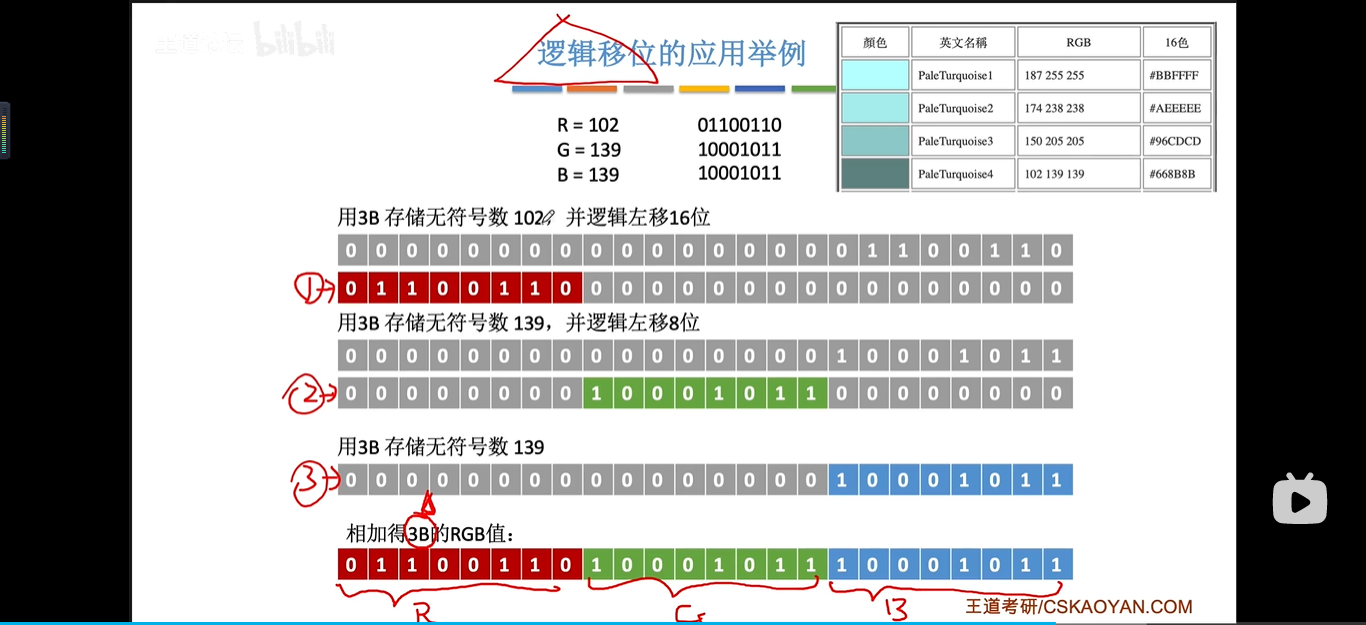 bilibili
逻辑移位的应用举例
顏色 英文名稱 RGB 16色
PaleTurquoise1 187 255 255 #BBFFFF
PaleTurquoise2 174 238 238 #AEEEEE
PaleTurquoise3 150 205 205 #96CDCD
PaleTurquoise4 102 139 139 #668B8B
R = 102 01100110
G = 139 10001011
B = 139 10001011
用3B 存储无符号数 102 并逻辑左移16位
0 0 0 0 0 0 0 0 0 0 0 0 0 0 0 0 0 1 1 0 0 1 1 0
① 0 1 1 0 0 1 1 0 0 0 0 0 0 0 0 0 0 0 0 0 0 0 0 0
用3B 存储无符号数 139，并逻辑左移8位
0 0 0 0 0 0 0 0 0 0 0 0 0 0 0 0 1 0 0 0 1 0 1 1
② 0 0 0 0 0 0 0 0 1 0 0 0 1 0 1 1 0 0 0 0 0 0 0 0
用3B 存储无符号数 139
③ 0 0 0 0 0 0 0 0 0 0 0 0 0 0 0 0 1 0 0 0 1 0 1 1
相加得3B的RGB值：
0 1 1 0 0 1 1 0 1 0 0 0 1 0 1 1 1 0 0 0 1 0 1 1
R G B
王道考研/CSKAOYAN.COM